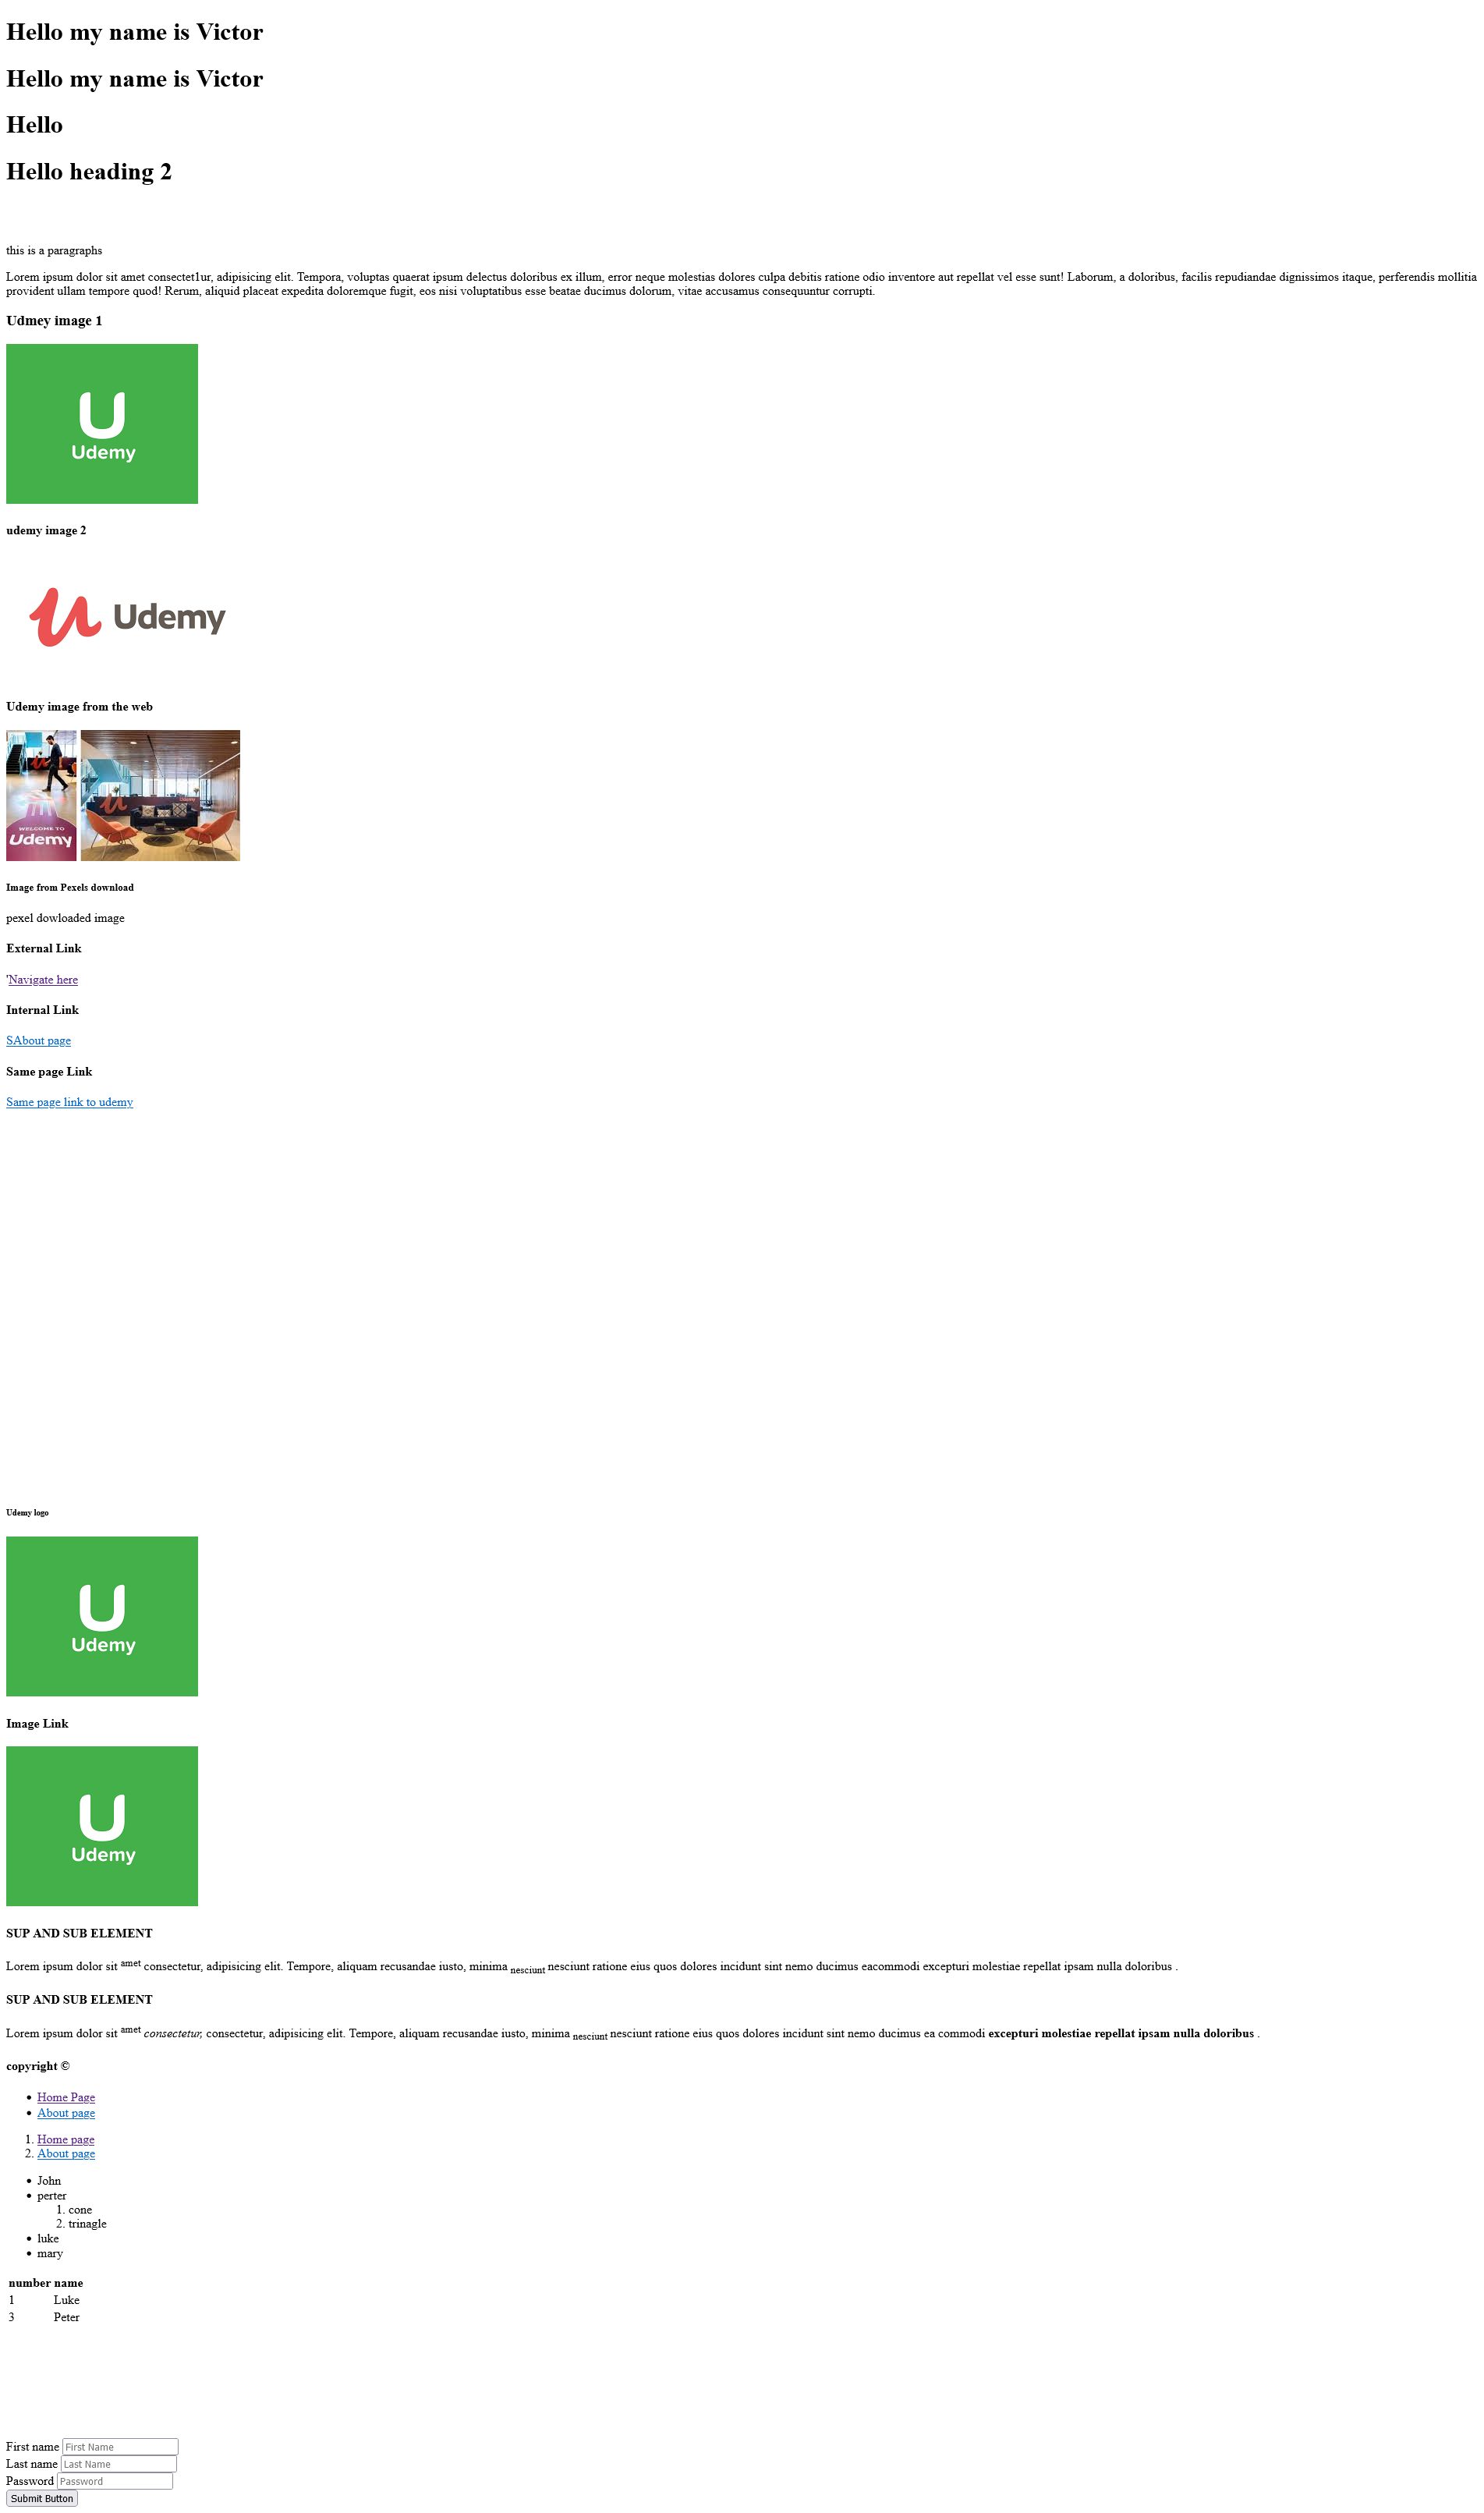 Hello my name is Victor
Hello my name is Victor
Hello
Hello heading 2
this is a paragraphs
Lorem ipsum dolor sit amet consectet1ur, adipisicing elit. Tempora, voluptas quaerat ipsum delectus doloribus ex illum, error neque molestias dolores culpa debitis ratione odio inventore aut repellat vel esse sunt! Laborum, a doloribus, facilis repudiandae dignissimos itaque, perferendis mollitia
provident ullam tempore quod! Rerum, aliquid placeat expedita doloremque fugit, eos nisi voluptatibus esse beatae ducimus dolorum, vitae accusamus consequuntur corrupti.
Udmey image 1
U
Udemy
udemy image 2
u Udemy
Udemy image from the web
WELCOME TO
Udemy
Udemy
Image from Pexels download
pexel dowloaded image
External Link
'Navigate here
Internal Link
SAbout page
Same page Link
Same page link to udemy
Udemy logo
U
Udemy
Image Link
U
Udemy
SUP AND SUB ELEMENT
Lorem ipsum dolor sit amet consectetur, adipisicing elit. Tempore, aliquam recusandae iusto, minima nesciunt nesciunt ratione eius quos dolores incidunt sint nemo ducimus eacommodi excepturi molestiae repellat ipsam nulla doloribus .
SUP AND SUB ELEMENT
Lorem ipsum dolor sit amet consectetur, consectetur, adipisicing elit. Tempore, aliquam recusandae iusto, minima nesciunt nesciunt ratione eius quos dolores incidunt sint nemo ducimus ea commodi excepturi molestiae repellat ipsam nulla doloribus .
copyright ©
• Home Page
• About page
1. Home page
2. About page
• John
• perter
1. cone
2. trinagle
• luke
• mary
number name
1 Luke
3 Peter
First name First Name
Last name Last Name
Password Password
Submit Button